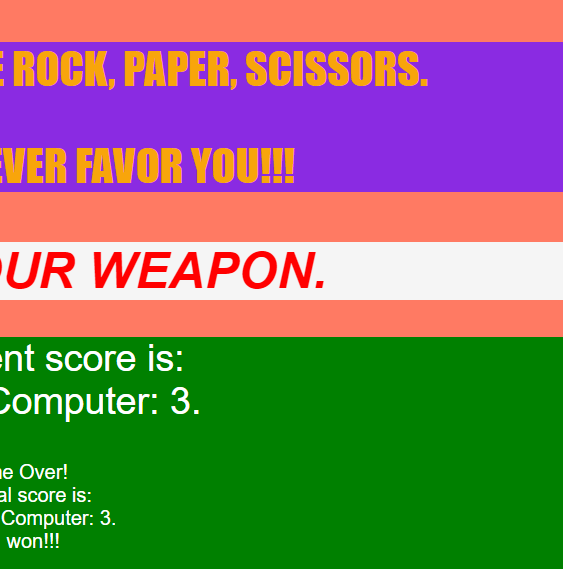 E ROCK, PAPER, SCISSORS.
EVER FAVOR YOU!!!
OUR WEAPON.
ent score is:
Computer: 3.
ne Over!
al score is:
Computer: 3.
won!!!